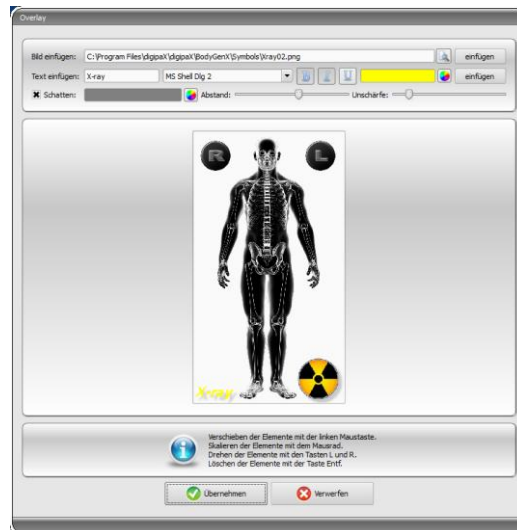 Overlay
Bild einfügen: C:\Program Files\digipaX\digipaX\BodyGenX\Symbols\Xray02.png einfügen
Text einfügen: X-ray MS Shell Dlg 2 B I U einfügen
Schatten: Abstand: Unschärfe:
R L
X-ray
Verschieben der Elemente mit der linken Maustaste.
Skalieren der Elemente mit dem Mausrad.
Drehen der Elemente mit den Tasten L und R.
Löschen der Elemente mit der Taste Entf.
Übernehmen Verwerfen